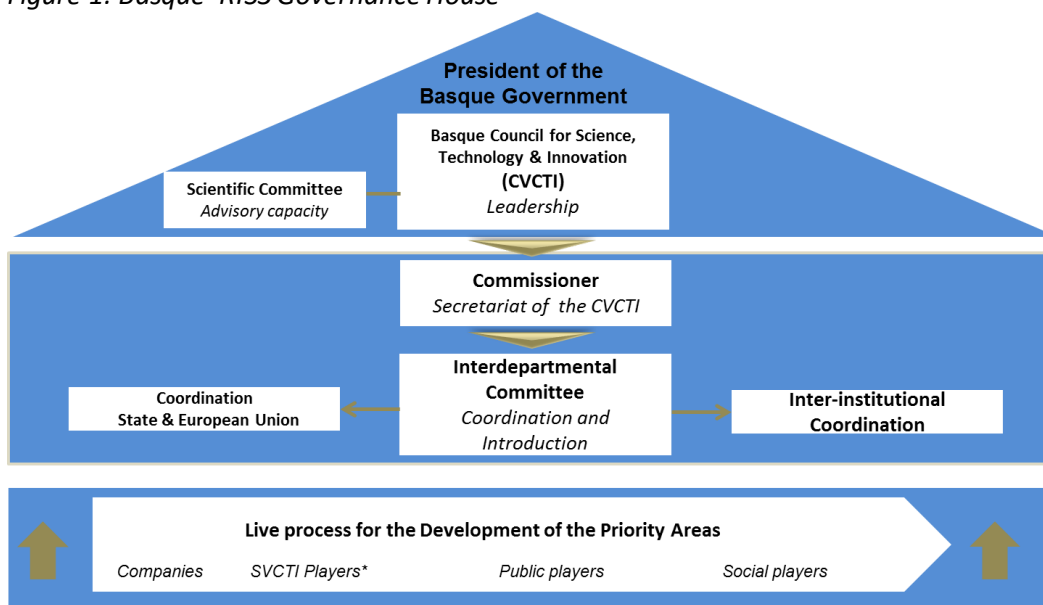 Figure 1: Basque RIS3 Governance House
President of the
Basque Government
Basque Council for Science,
Technology & Innovation
(CVCTI)
Leadership
Scientific Committee
Advisory capacity
Commissioner
Secretariat of the CVCTI
Interdepartmental
Committee
Coordination and
Introduction
Coordination
State & European Union
Inter-institutional
Coordination
Live process for the Development of the Priority Areas
Companies SVCTI Players* Public players Social players